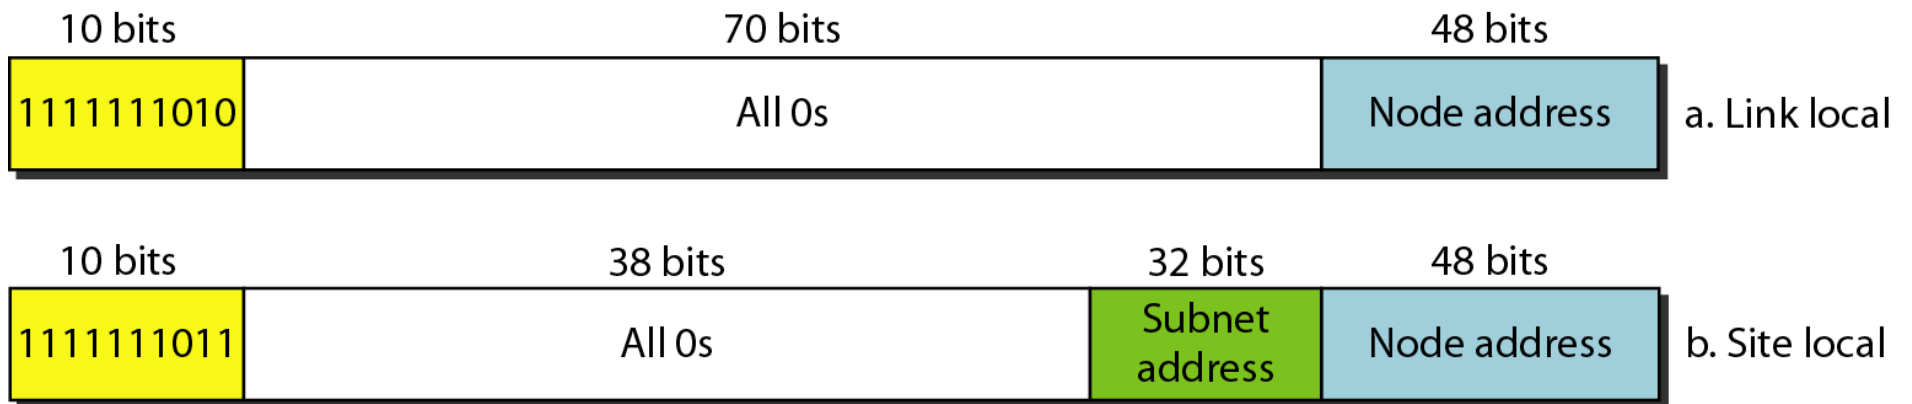 10 bits 70 bits 48 bits
1111111010 All 0s Node address a. Link local
10 bits 38 bits 32 bits 48 bits
1111111011 All 0s Subnet address Node address b. Site local